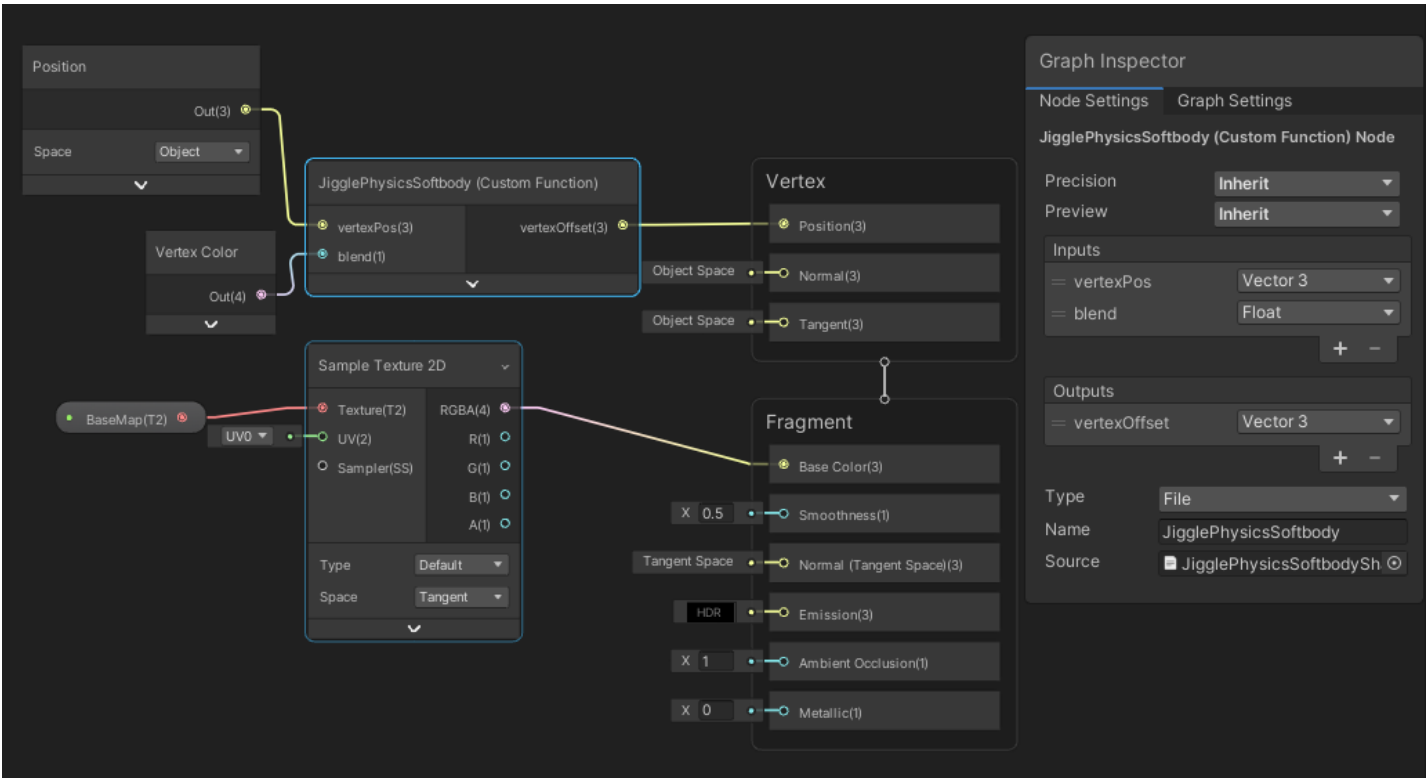 Position
Out(3)
Space Object
JigglePhysicsSoftbody (Custom Function)
vertexPos(3) vertexOffset(3)
blend(1)
Vertex Color
Out(4)
Sample Texture 2D
BaseMap(T2)
Texture(T2) RGBA(4)
UV0
UV(2) R(1)
Sampler(SS) G(1)
B(1)
A(1)
Type Default
Space Tangent
Vertex
Position(3)
Object Space Normal(3)
Object Space Tangent(3)
Fragment
Base Color(3)
X 0.5 Smoothness(1)
Tangent Space Normal (Tangent Space)(3)
HDR Emission(3)
X 1 Ambient Occlusion(1)
X 0 Metallic(1)
Graph Inspector
Node Settings Graph Settings
JigglePhysicsSoftbody (Custom Function) Node
Precision Inherit
Preview Inherit
Inputs
= vertexPos Vector 3
= blend Float
+ −
Outputs
= vertexOffset Vector 3
+ −
Type File
Name JigglePhysicsSoftbody
Source JigglePhysicsSoftbodySh